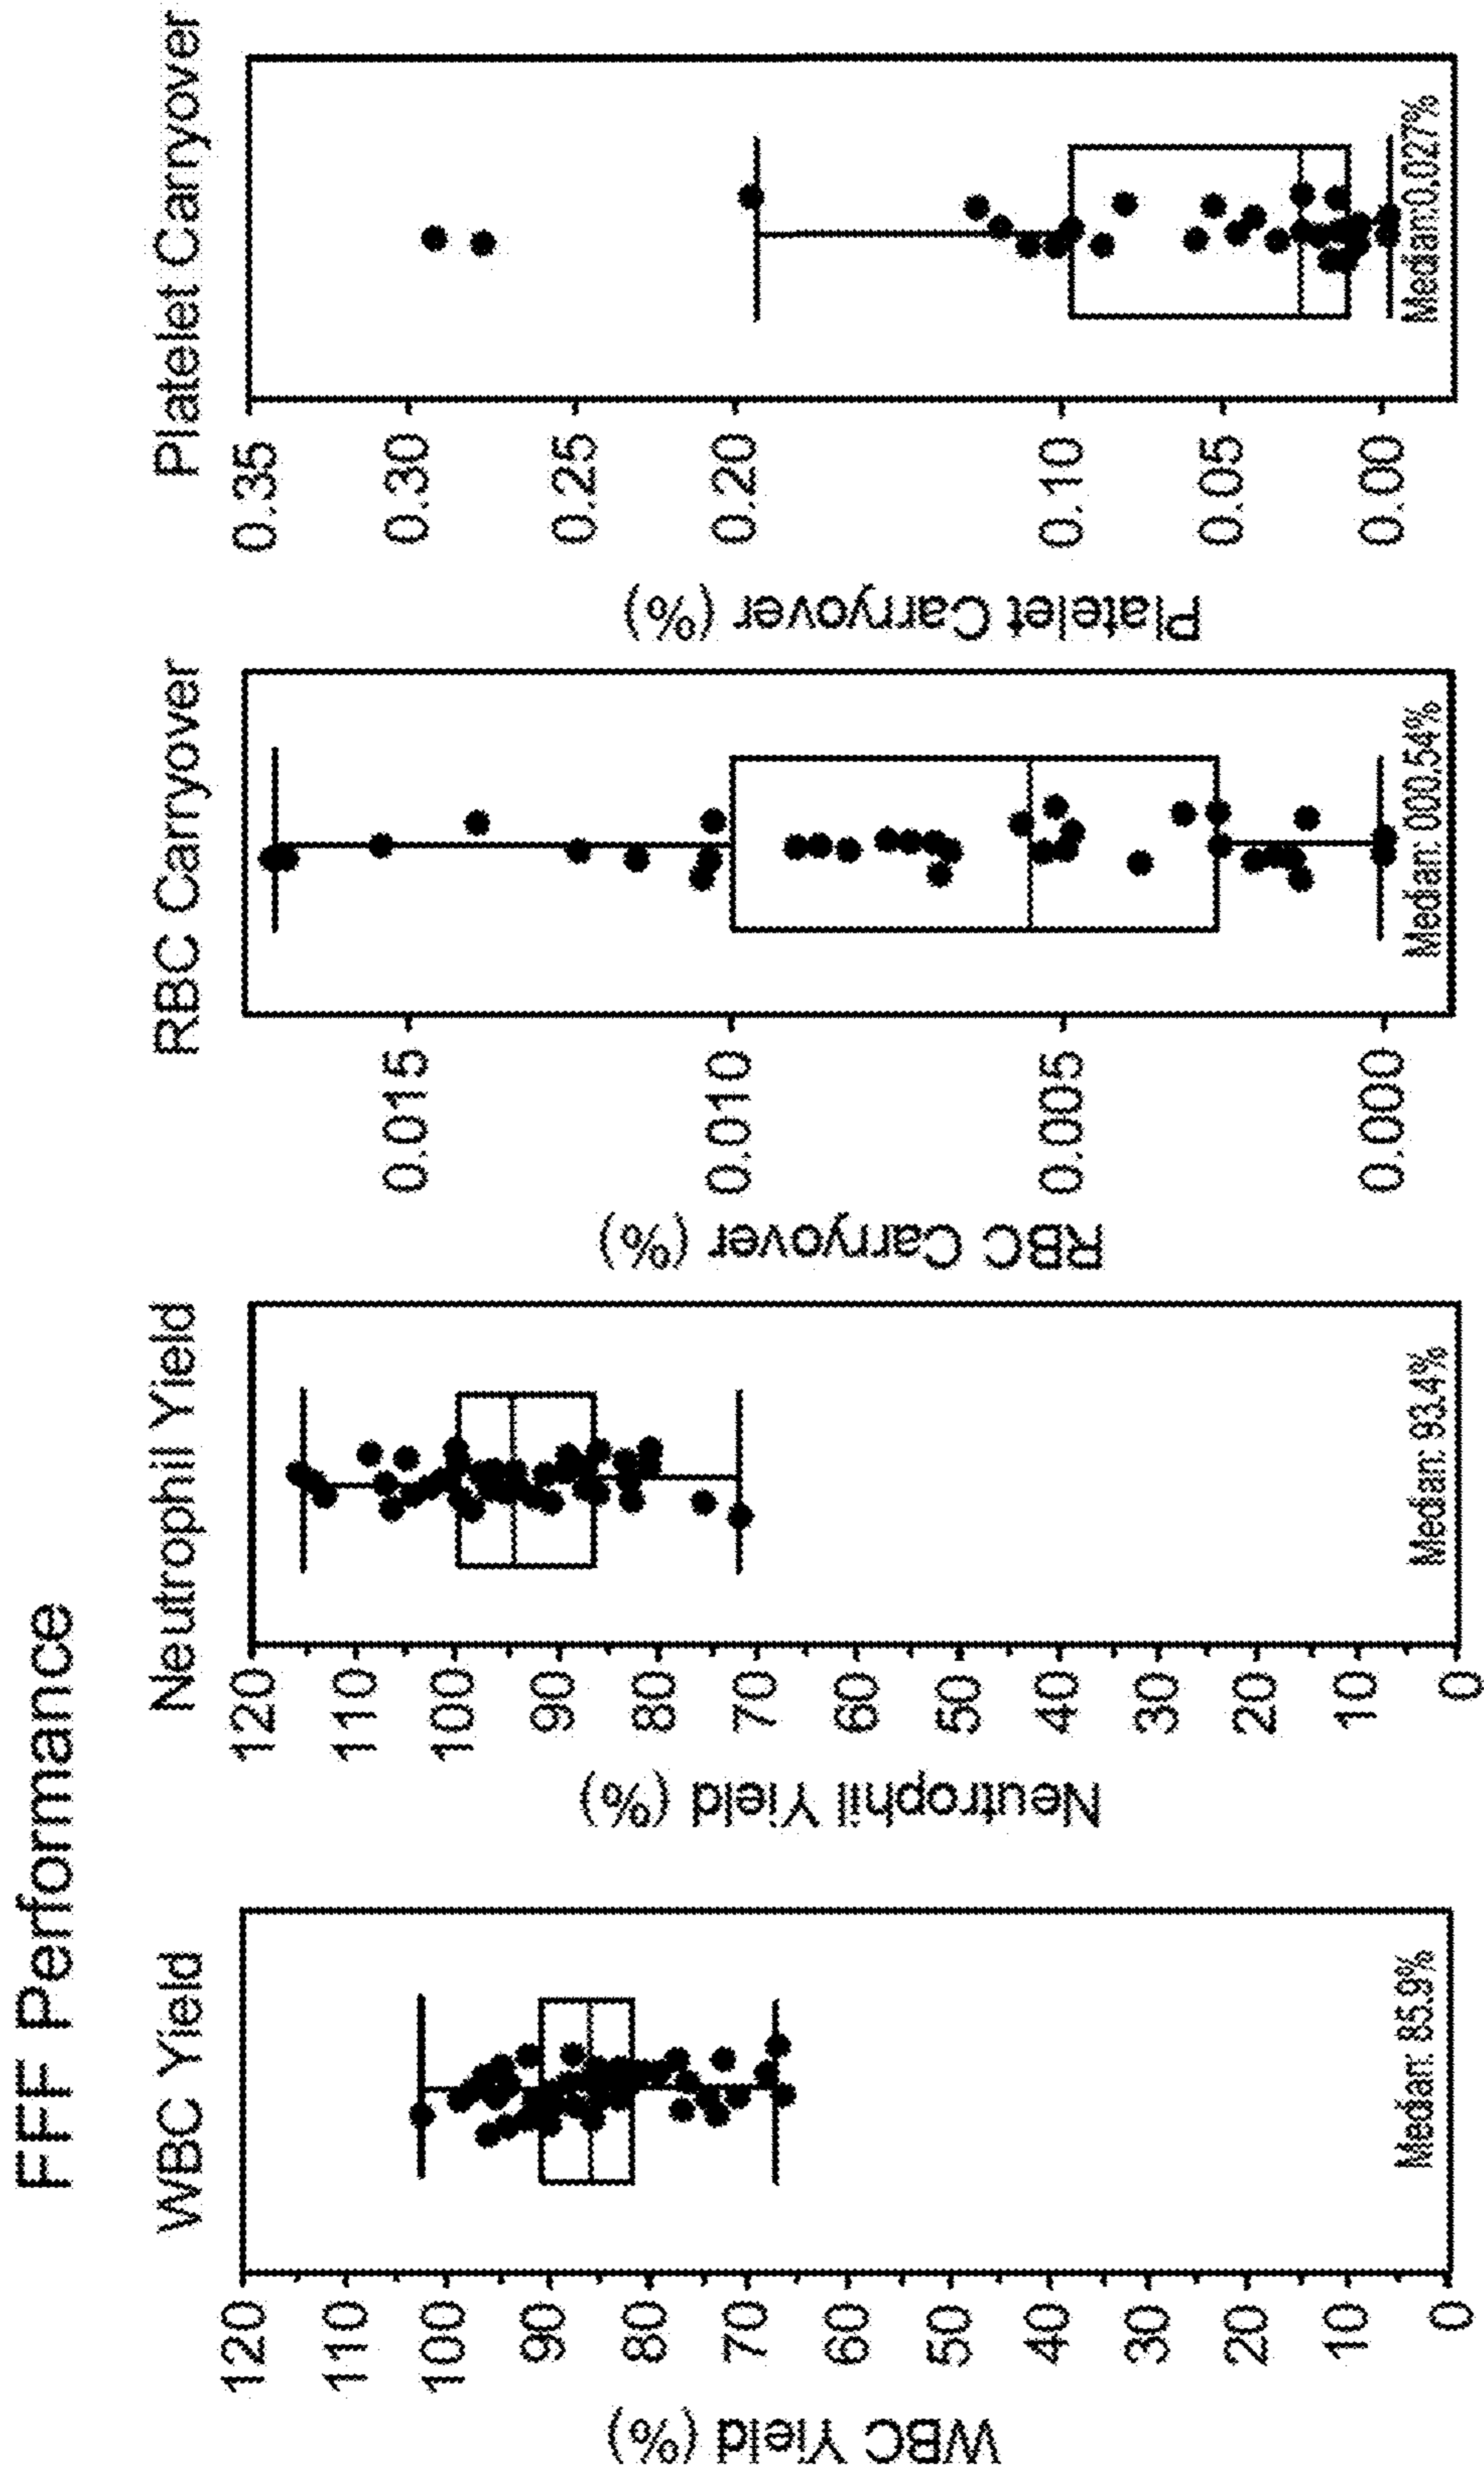 FFF Performance
WBC Yield
WBC Yield (%)
120
110
100
90
80
70
60
50
40
30
20
10
0
Median: 85.9%
Neutrophil Yield
Neutrophil Yield (%)
120
110
100
90
80
70
60
50
40
30
20
10
0
Median: 93.4%
RBC Carryover
RBC Carryover (%)
0.015
0.010
0.005
0.000
Median: 000.54%
Platelet Carryover
Platelet Carryover (%)
0.35
0.30
0.25
0.20
0.10
0.05
0.00
Median:0.027%